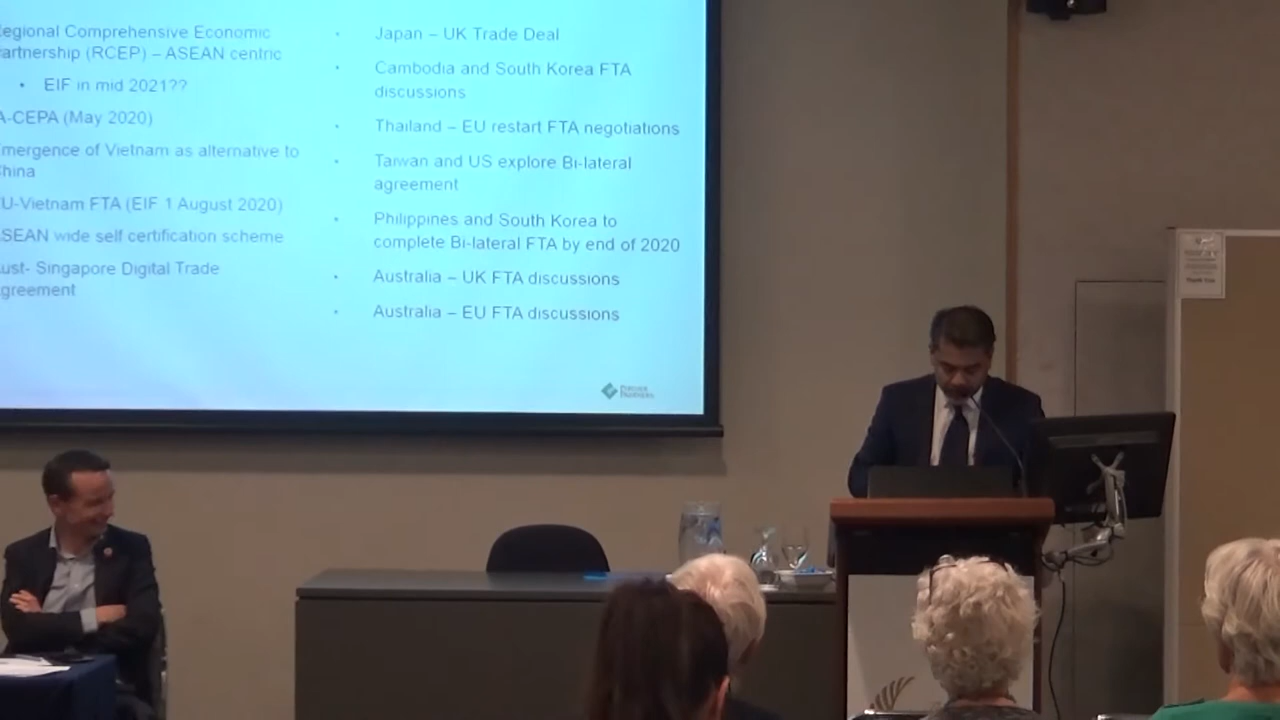 egional Comprehensive Economic
artnership (RCEP) – ASEAN centric
• EIF in mid 2021??
A-CEPA (May 2020)
mergence of Vietnam as alternative to
hina
U-Vietnam FTA (EIF 1 August 2020)
SEAN wide self certification scheme
ust- Singapore Digital Trade
greement
• Japan – UK Trade Deal
• Cambodia and South Korea FTA
discussions
• Thailand – EU restart FTA negotiations
• Taiwan and US explore Bi-lateral
agreement
• Philippines and South Korea to
complete Bi-lateral FTA by end of 2020
• Australia – UK FTA discussions
• Australia – EU FTA discussions
Thank You